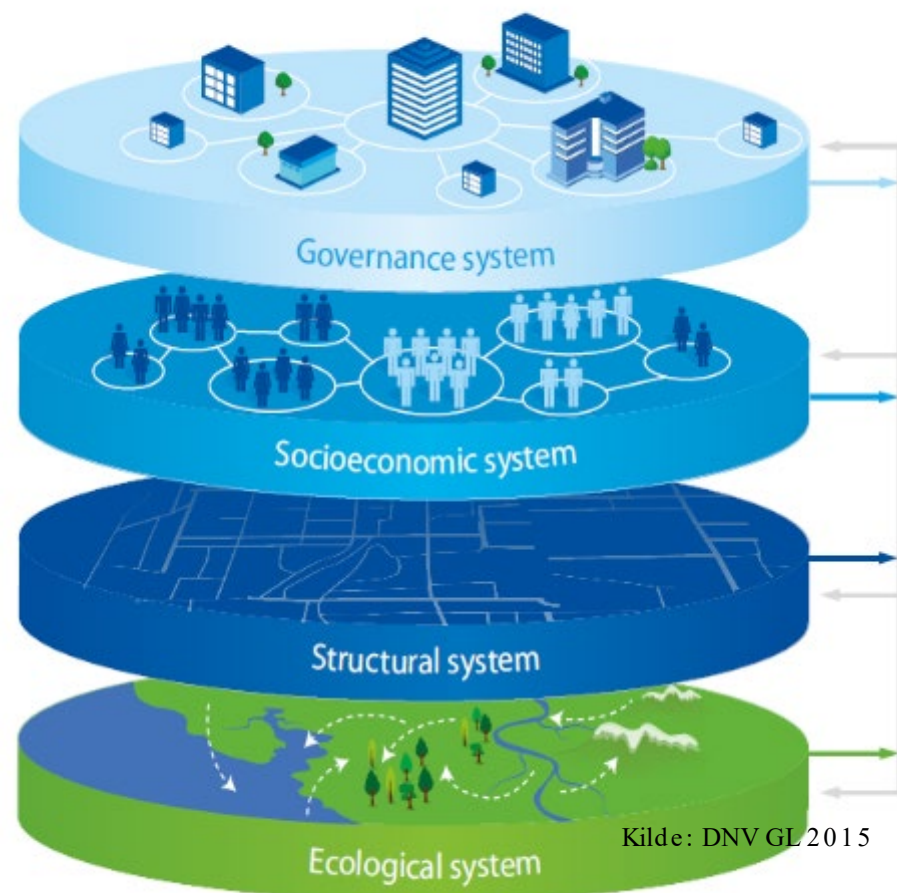 Governance system
Socioeconomic system
Structural system
Kilde: DNV GL 2015
Ecological system